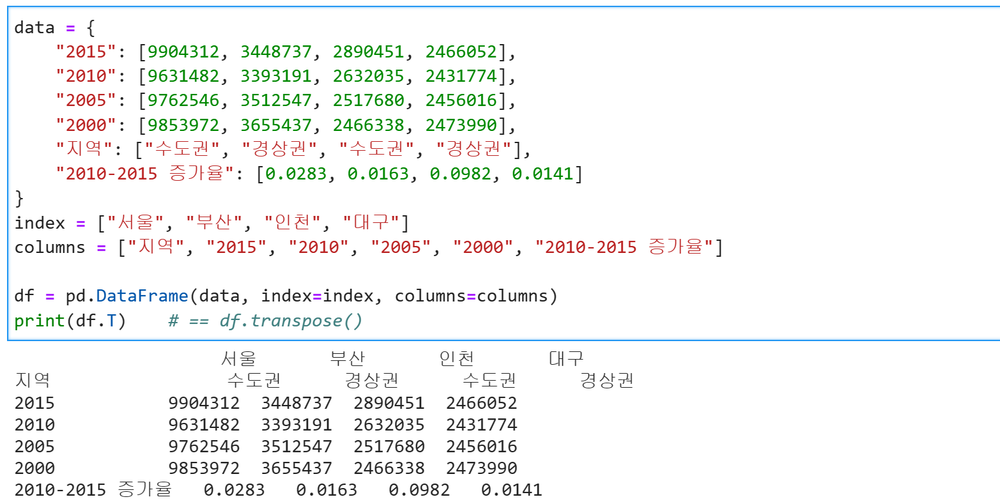 data = {
    "2015": [9904312, 3448737, 2890451, 2466052],
    "2010": [9631482, 3393191, 2632035, 2431774],
    "2005": [9762546, 3512547, 2517680, 2456016],
    "2000": [9853972, 3655437, 2466338, 2473990],
    "지역": ["수도권", "경상권", "수도권", "경상권"],
    "2010-2015 증가율": [0.0283, 0.0163, 0.0982, 0.0141]
}
index = ["서울", "부산", "인천", "대구"]
columns = ["지역", "2015", "2010", "2005", "2000", "2010-2015 증가율"]
df = pd.DataFrame(data, index=index, columns=columns)
print(df.T)    # == df.transpose()
서울 부산 인천 대구
지역 수도권 경상권 수도권 경상권
2015 9904312 3448737 2890451 2466052
2010 9631482 3393191 2632035 2431774
2005 9762546 3512547 2517680 2456016
2000 9853972 3655437 2466338 2473990
2010-2015 증가율 0.0283 0.0163 0.0982 0.0141